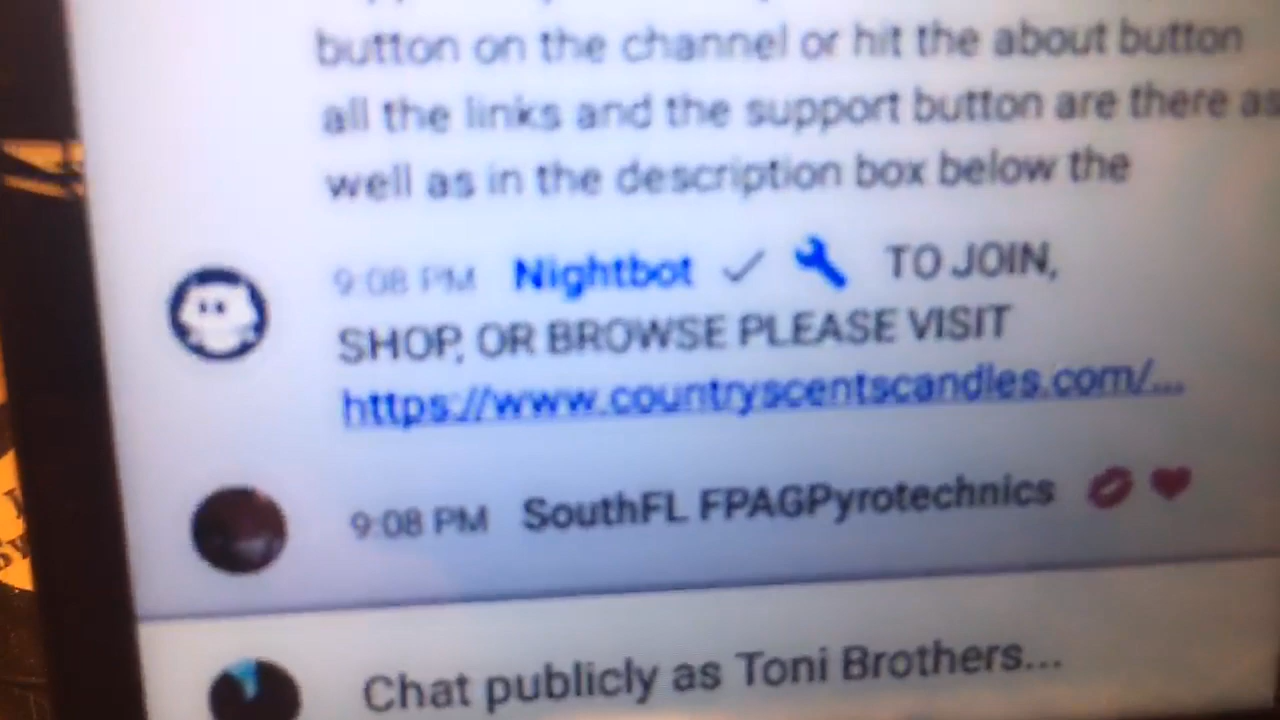 button on the channel or hit the about button
all the links and the support button are there as
well as in the description box below the
9:08 PM Nightbot TO JOIN,
SHOP, OR BROWSE PLEASE VISIT
https://www.countryscentscandles.com/...
9:08 PM SouthFL FPAGPyrotechnics
Chat publicly as Toni Brothers...